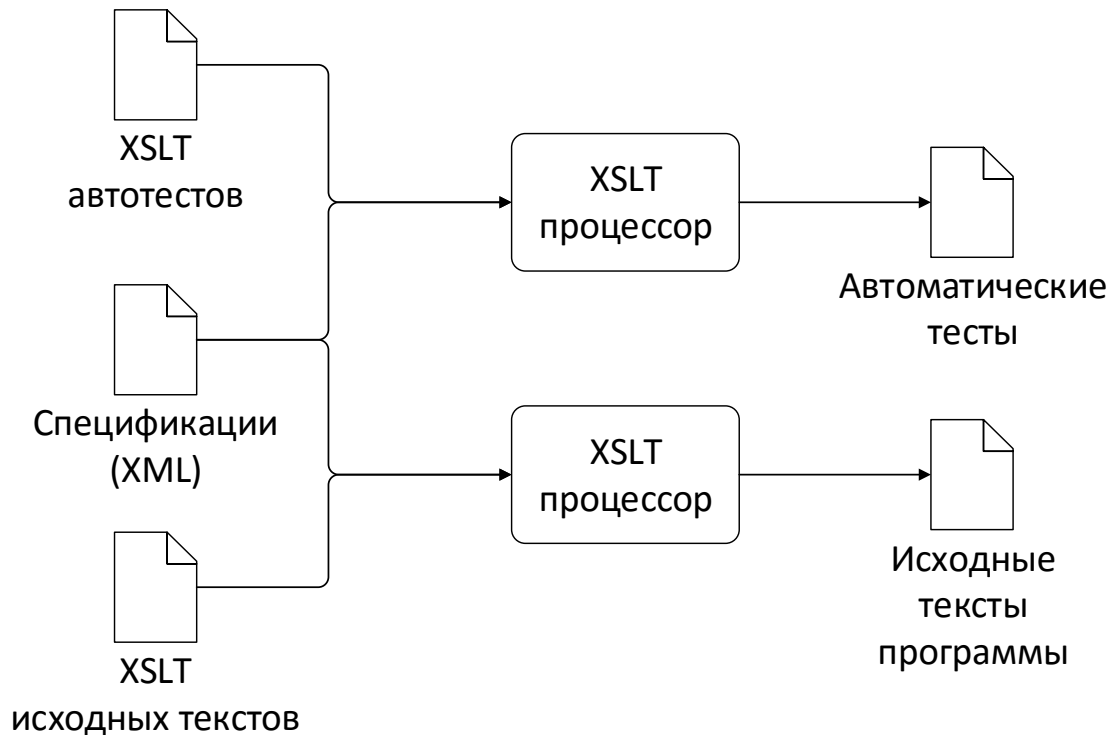 XSLT
автотестов
XSLT
процессор
Автоматические
тесты
Спецификации
(XML)
XSLT
процессор
Исходные
тексты
программы
XSLT
исходных текстов